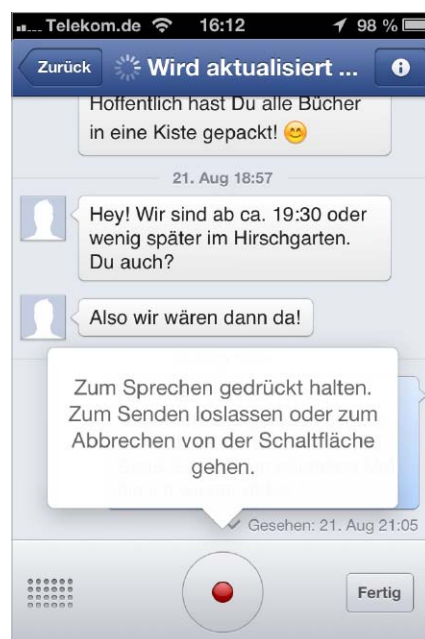 Telekom.de 16:12 98 %
Zurück Wird aktualisiert ...
Hoffentlich hast Du alle Bücher
in eine Kiste gepackt! 😊
21. Aug 18:57
Hey! Wir sind ab ca. 19:30 oder
wenig später im Hirschgarten.
Du auch?
Also wir wären dann da!
Zum Sprechen gedrückt halten.
Zum Senden loslassen oder zum
Abbrechen von der Schaltfläche
gehen.
Gesehen: 21. Aug 21:05
Fertig